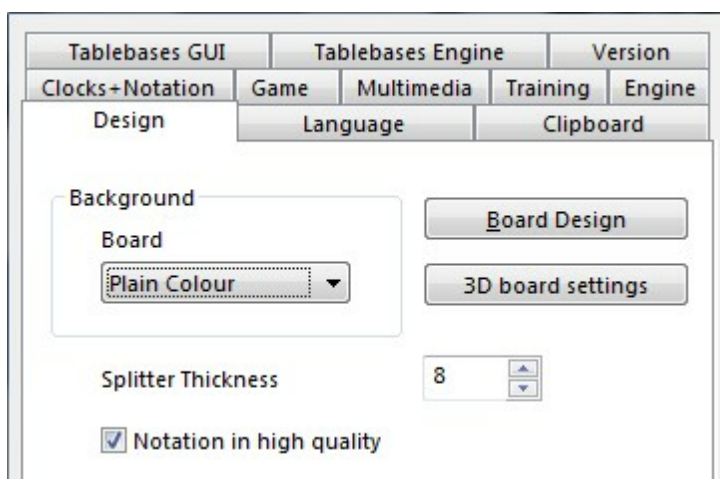 Tablebases GUI Tablebases Engine Version
Clocks+Notation Game Multimedia Training Engine
Design Language Clipboard
Background
Board
Plain Colour
Board Design
3D board settings
Splitter Thickness 8
Notation in high quality